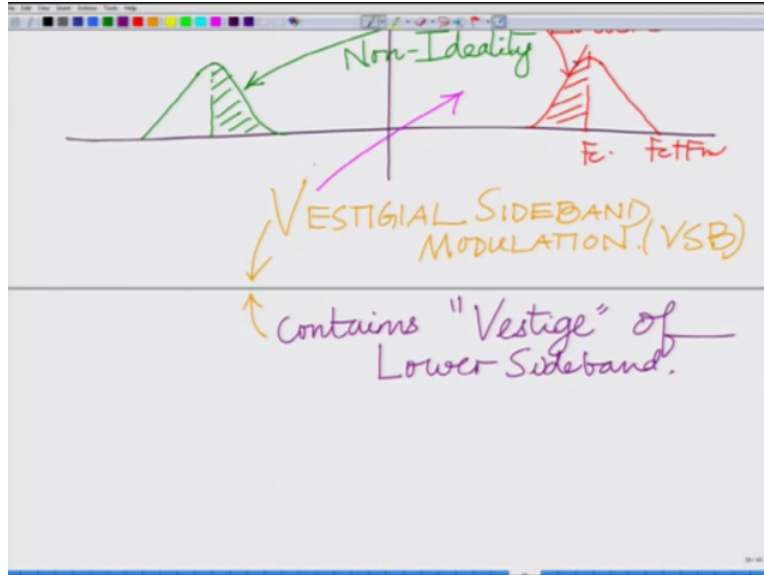 Non-Ideality
Fc.
Fc+Fm
VESTIGIAL SIDEBAND
MODULATION. (VSB)
contains "Vestige" of
Lower Sideband.